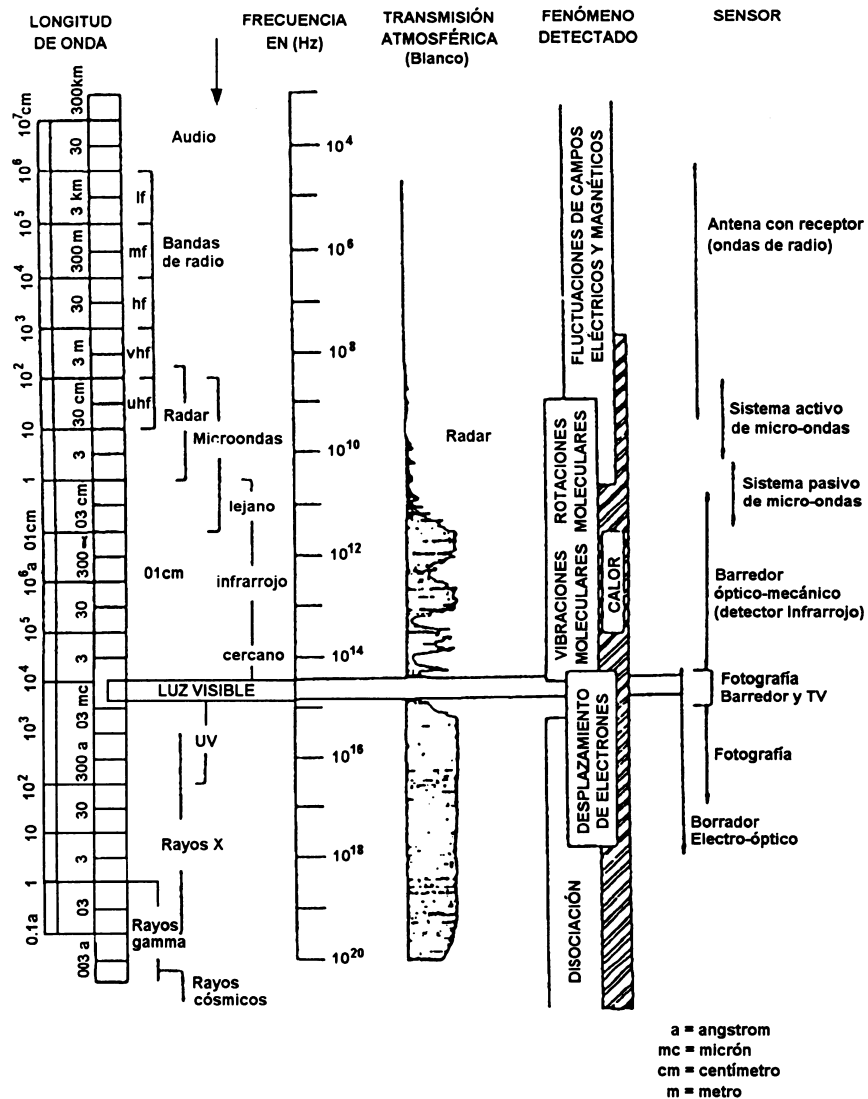 LONGITUD
DE ONDA
FRECUENCIA
EN (Hz)
TRANSMISIÓN
ATMOSFÉRICA
(Blanco)
FENÓMENO
DETECTADO
SENSOR
300km
30
3 km
300 m
30
3 m
30 cm
3
03 cm
300
30
3
03 mc
300 a
30
3
03
003 a
10⁷cm
10⁶
10⁵
10⁴
10³
10²
10
1
01cm
10⁶a
10⁵
10⁴
10³
10²
10
1
0.1a
Audio
lf
mf
hf
vhf
uhf
Bandas
de radio
Radar
Microondas
lejano
01cm
infrarrojo
cercano
LUZ VISIBLE
UV
Rayos X
Rayos
gamma
Rayos
cósmicos
10⁴
10⁶
10⁸
10¹⁰
10¹²
10¹⁴
10¹⁶
10¹⁸
10²⁰
Radar
FLUCTUACIONES DE CAMPOS
ELÉCTRICOS Y MAGNÉTICOS
ROTACIONES
MOLECULARES
VIBRACIONES
MOLECULARES
CALOR
DESPLAZAMIENTO
DE ELECTRONES
DISOCIACIÓN
Antena con receptor
(ondas de radio)
Sistema activo
de micro-ondas
Sistema pasivo
de micro-ondas
Barredor
óptico-mecánico
(detector Infrarrojo)
Fotografía
Barredor y TV
Fotografía
Borrador
Electro-óptico
a = angstrom
mc = micrón
cm = centímetro
m = metro